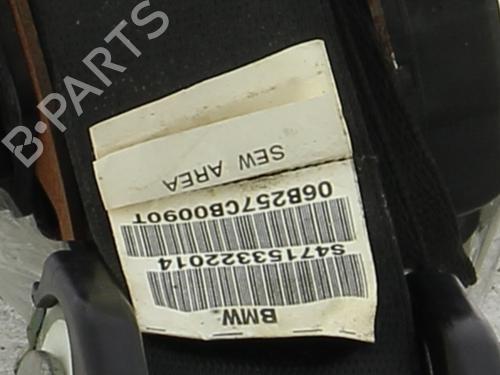 B-PARTS
SEW AREA
06B257CB0090T
S47153322014
BMW